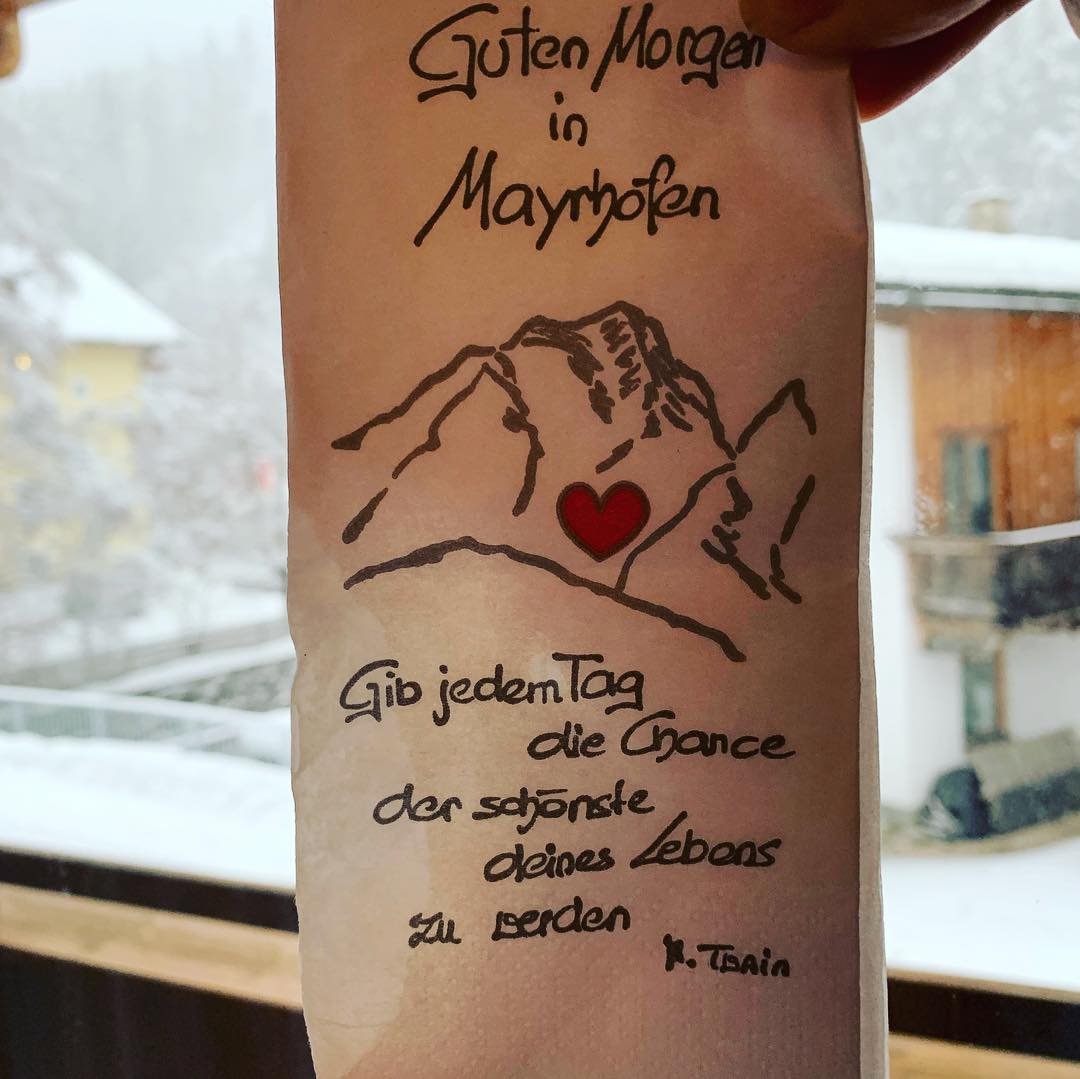 Guten Morgen
in
Mayrhofen
Gib jedem Tag
die Chance
der schönste
deines Lebens
zu werden
M. Twain